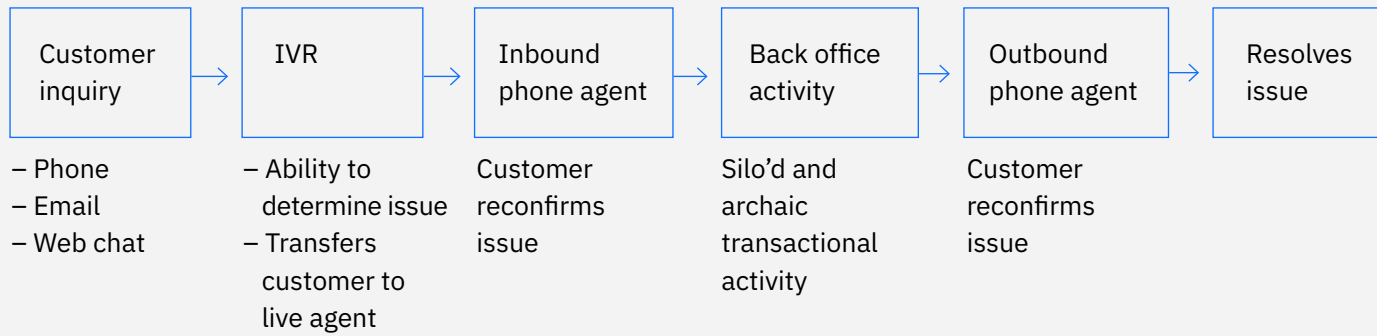 Customer
inquiry
– Phone
– Email
– Web chat
IVR
– Ability to
determine issue
– Transfers
customer to
live agent
Inbound
phone agent
Customer
reconfirms
issue
Back office
activity
Silo’d and
archaic
transactional
activity
Outbound
phone agent
Customer
reconfirms
issue
Resolves
issue